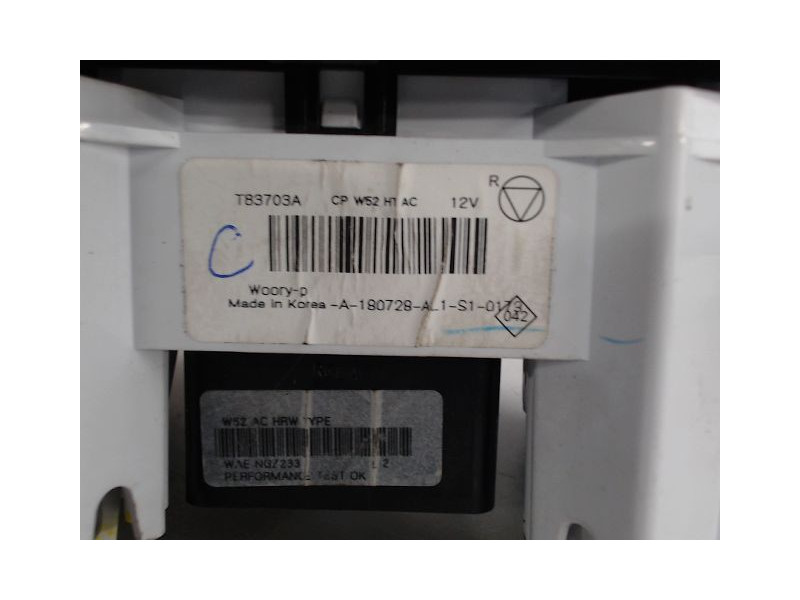 T83703A CP W52 HT AC 12V R
C
Woory-p
Made in Korea -A-180728-AL1-S1-0173
042
W52 AC HRW TYPE
PERFORMANCE TEST OK